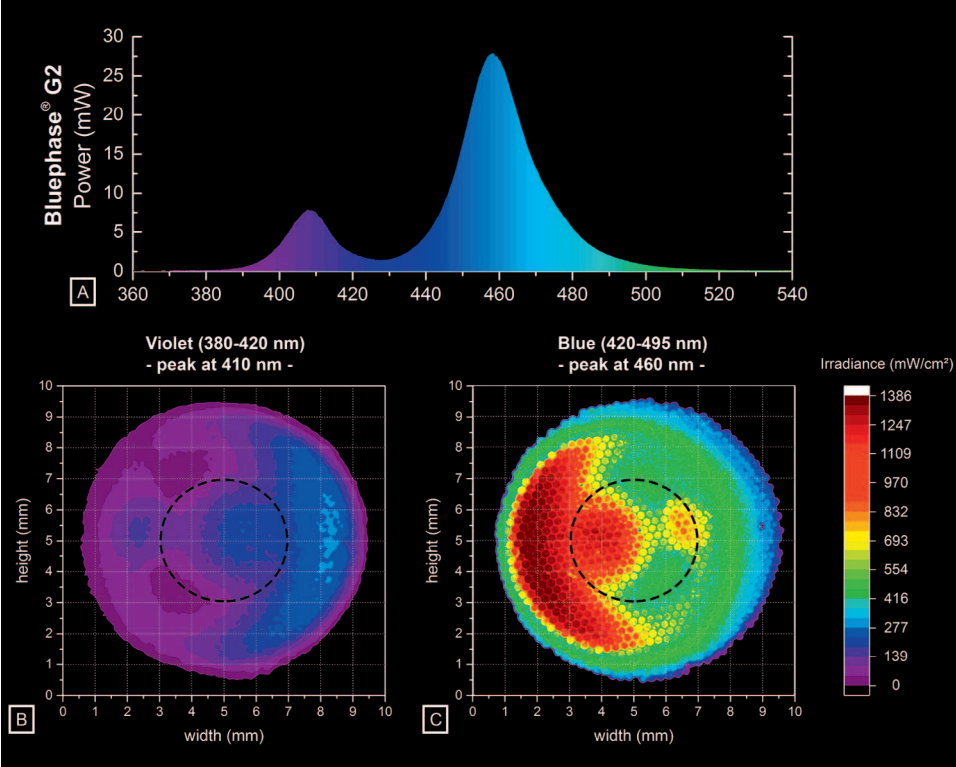 Bluephase® G2
Power (mW)
30
25
20
15
10
5
0
360 380 400 420 440 460 480 500 520 540
A
Violet (380-420 nm)
- peak at 410 nm -
Blue (420-495 nm)
- peak at 460 nm -
Irradiance (mW/cm²)
height (mm)
10
9
8
7
6
5
4
3
2
1
0
0 1 2 3 4 5 6 7 8 9 10
width (mm)
B
height (mm)
10
9
8
7
6
5
4
3
2
1
0
0 1 2 3 4 5 6 7 8 9 10
width (mm)
C
1386
1247
1109
970
832
693
554
416
277
139
0